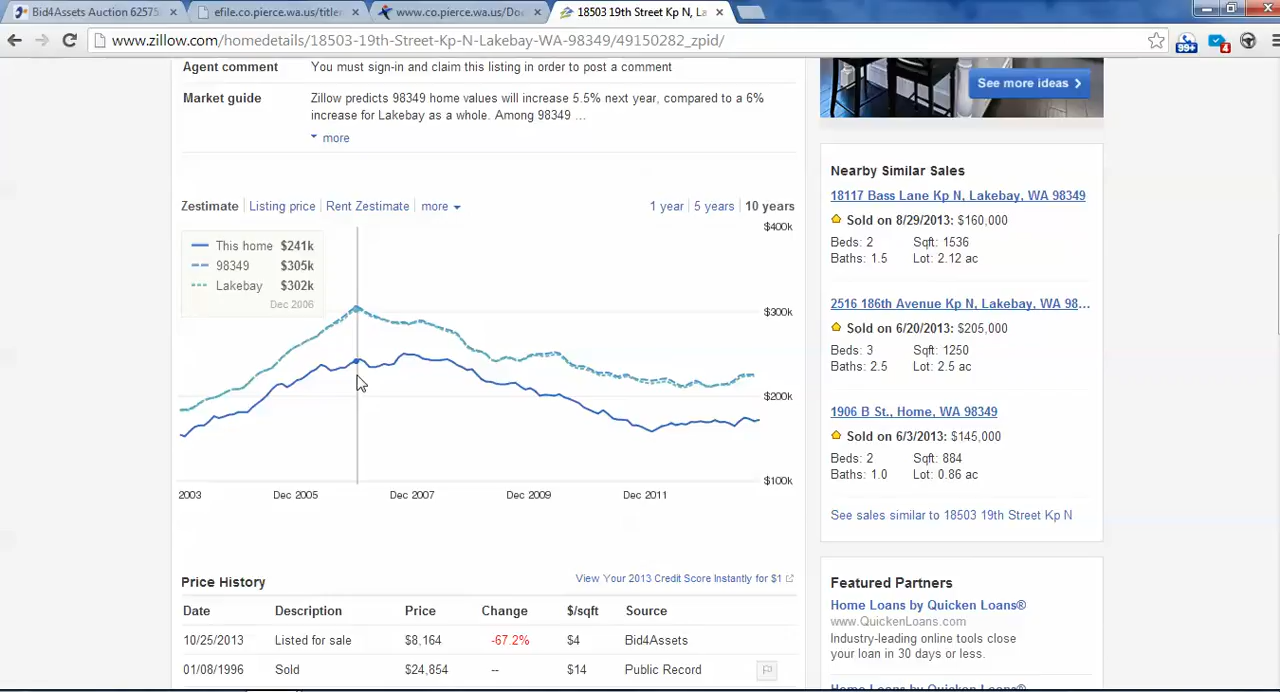 Bid4Assets Auction 62575
efile.co.pierce.wa.us/titler
www.co.pierce.wa.us/Doc
18503 19th Street Kp N, La
www.zillow.com/homedetails/18503-19th-Street-Kp-N-Lakebay-WA-98349/49150282_zpid/
99+
4
Agent comment You must sign-in and claim this listing in order to post a comment
Market guide Zillow predicts 98349 home values will increase 5.5% next year, compared to a 6%
increase for Lakebay as a whole. Among 98349 ...
more
Zestimate Listing price Rent Zestimate more 1 year 5 years 10 years
$400k
This home $241k
98349 $305k
Lakebay $302k
Dec 2006
$300k
$200k
$100k
2003 Dec 2005 Dec 2007 Dec 2009 Dec 2011
View Your 2013 Credit Score Instantly for $1
Price History
Date Description Price Change $/sqft Source
10/25/2013 Listed for sale $8,164 -67.2% $4 Bid4Assets
01/08/1996 Sold $24,854 -- $14 Public Record
See more ideas
Nearby Similar Sales
18117 Bass Lane Kp N, Lakebay, WA 98349
Sold on 8/29/2013: $160,000
Beds: 2 Sqft: 1536
Baths: 1.5 Lot: 2.12 ac
2516 186th Avenue Kp N, Lakebay, WA 98...
Sold on 6/20/2013: $205,000
Beds: 3 Sqft: 1250
Baths: 2.5 Lot: 2.5 ac
1906 B St., Home, WA 98349
Sold on 6/3/2013: $145,000
Beds: 2 Sqft: 884
Baths: 1.0 Lot: 0.86 ac
See sales similar to 18503 19th Street Kp N
Featured Partners
Home Loans by Quicken Loans®
www.QuickenLoans.com
Industry-leading online tools close
your loan in 30 days or less.
Home Loans by Quicken Loans®